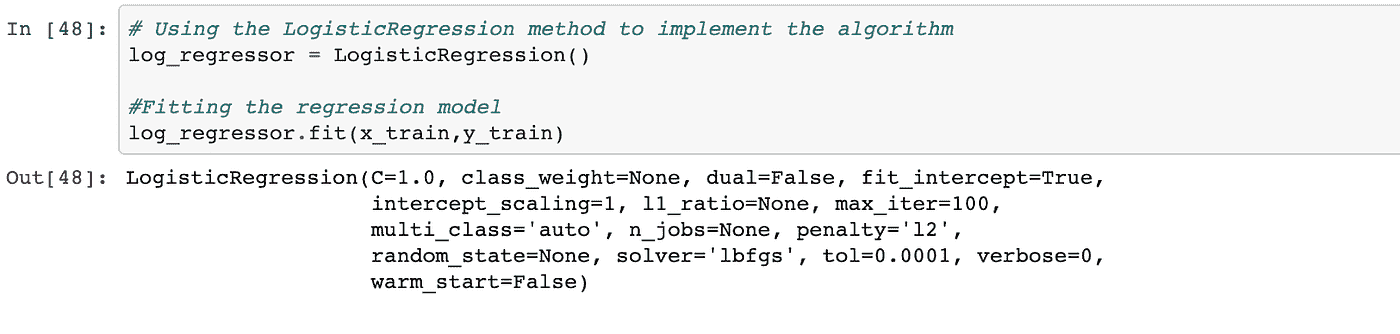 In [48]: # Using the LogisticRegression method to implement the algorithm
log_regressor = LogisticRegression()
#Fitting the regression model
log_regressor.fit(x_train,y_train)
Out[48]: LogisticRegression(C=1.0, class_weight=None, dual=False, fit_intercept=True,
intercept_scaling=1, l1_ratio=None, max_iter=100,
multi_class='auto', n_jobs=None, penalty='l2',
random_state=None, solver='lbfgs', tol=0.0001, verbose=0,
warm_start=False)